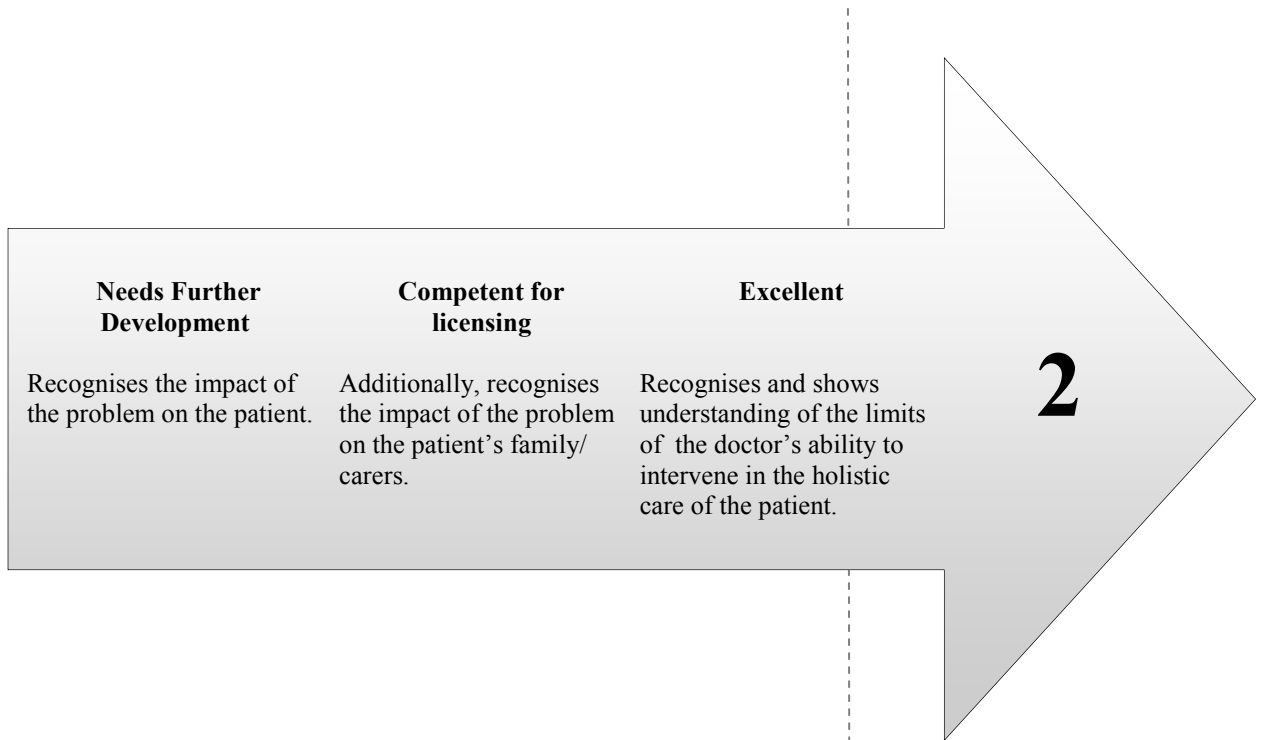 Needs Further
Development
Recognises the impact of
the problem on the patient.
Competent for
licensing
Additionally, recognises
the impact of the problem
on the patient’s family/
carers.
Excellent
Recognises and shows
understanding of the limits
of  the doctor’s ability to
intervene in the holistic
care of the patient.
2